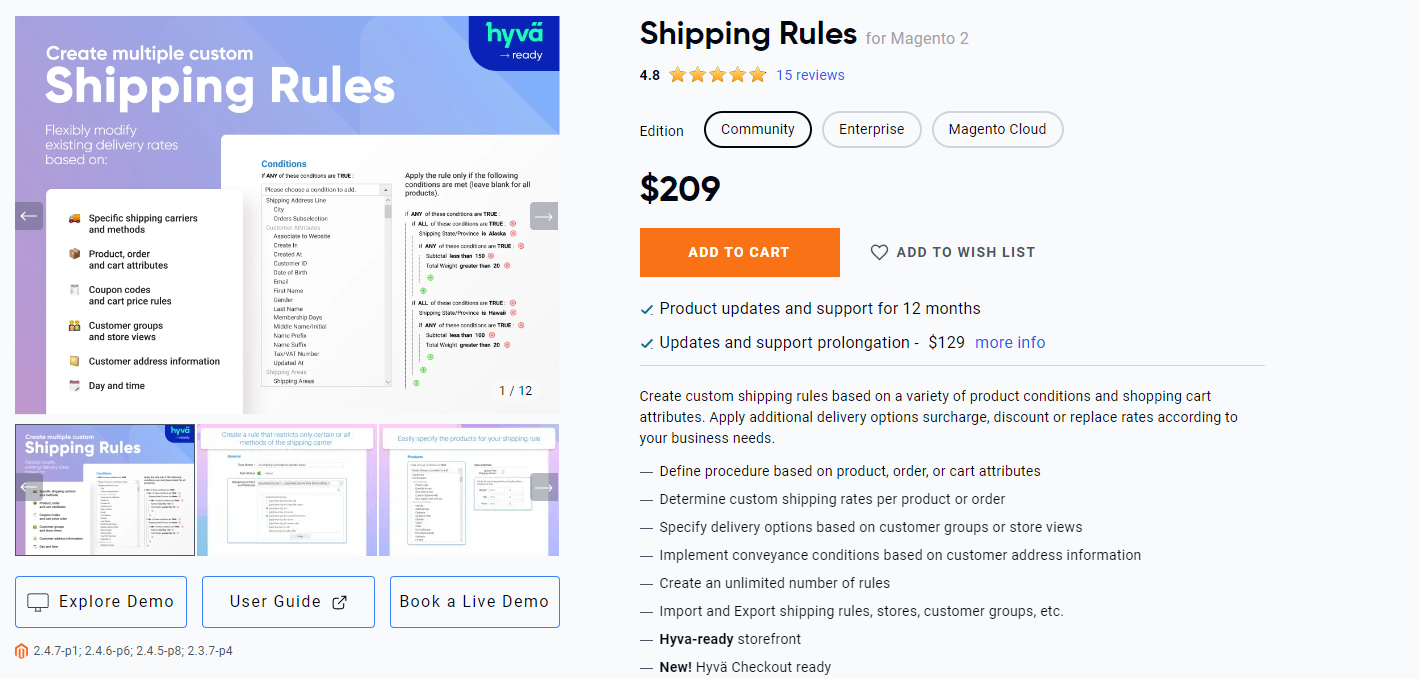 hyvä
→ ready
Create multiple custom
Shipping Rules
Flexibly modify
existing delivery rates
based on:
Specific shipping carriers
and methods
Product, order
and cart attributes
Coupon codes
and cart price rules
Customer groups
and store views
Customer address information
Day and time
Conditions
If ANY of these conditions are TRUE :
Please choose a condition to add.
Shipping Address Line
City
Orders Subselection
Customer Attributes
Associate to Website
Create In
Created At
Customer ID
Date of Birth
Email
First Name
Gender
Last Name
Membership Days
Middle Name/Initial
Name Prefix
Name Suffix
Tax/VAT Number
Updated At
Shipping Areas
Shipping Areas
Apply the rule only if the following
conditions are met (leave blank for all
products).
If ANY of these conditions are TRUE :
If ALL of these conditions are TRUE :
Shipping State/Province is Alaska
If ANY of these conditions are TRUE :
Subtotal less than 150
Total Weight greater than 20
If ALL of these conditions are TRUE :
Shipping State/Province is Hawaii
If ANY of these conditions are TRUE :
Subtotal less than 100
Total Weight greater than 20
1 / 12
Create multiple custom
Shipping Rules
hyvä
Create a rule that restricts only certain or all
methods of the shipping carrier
General
Easily specify the products for your shipping rule
Products
Explore Demo
User Guide
Book a Live Demo
2.4.7-p1; 2.4.6-p6; 2.4.5-p8; 2.3.7-p4
Shipping Rules for Magento 2
4.8 15 reviews
Edition Community Enterprise Magento Cloud
$209
ADD TO CART ADD TO WISH LIST
Product updates and support for 12 months
Updates and support prolongation - $129 more info
Create custom shipping rules based on a variety of product conditions and shopping cart
attributes. Apply additional delivery options surcharge, discount or replace rates according to
your business needs.
— Define procedure based on product, order, or cart attributes
— Determine custom shiping rates per product or order
— Specify delivery options based on customer groups or store views
— Implement conveyance conditions based on customer address information
— Create an unlimited number of rules
— Import and Export shipping rules, stores, customer groups, etc.
— Hyva-ready storefront
— New! Hyvä Checkout ready